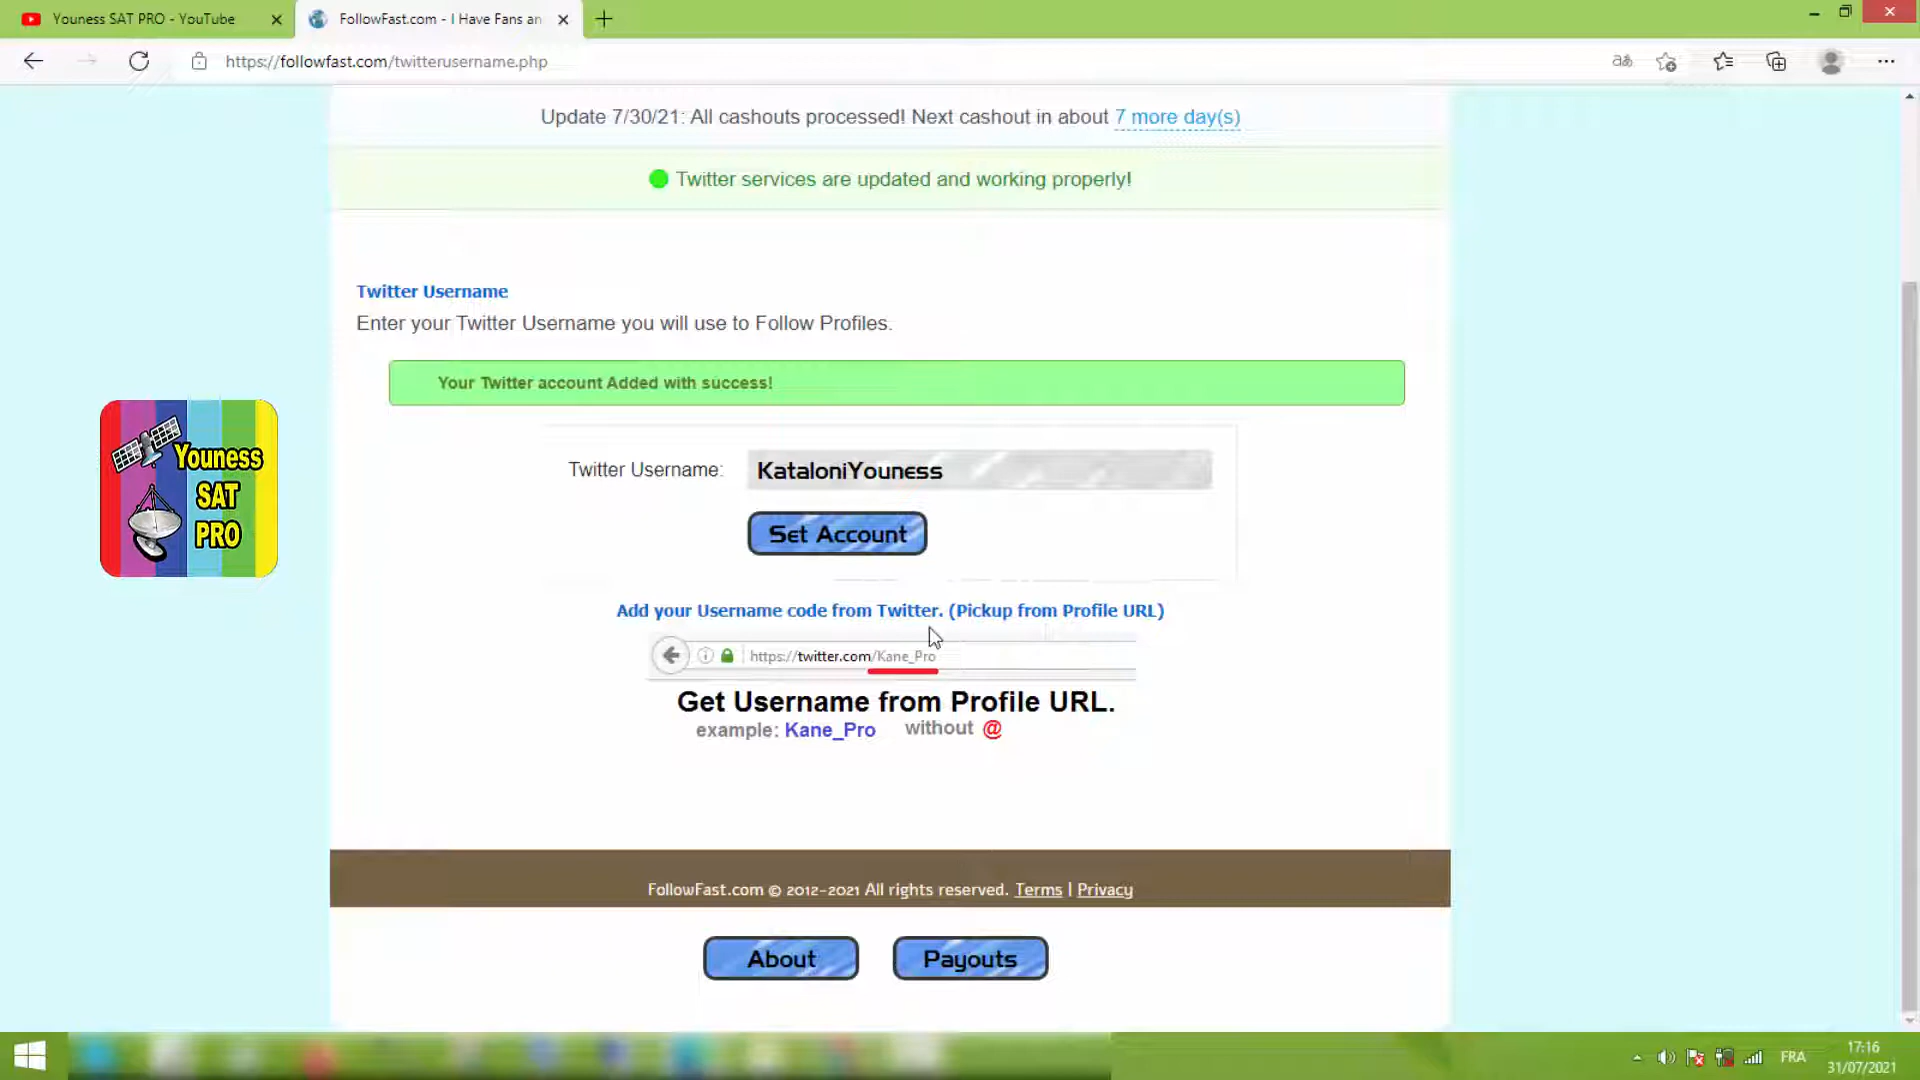 Youness SAT PRO - YouTube
FollowFast.com - I Have Fans an
https://followfast.com/twitterusername.php
Update 7/30/21: All cashouts processed! Next cashout in about 7 more day(s)
Twitter services are updated and working properly!
Twitter Username
Enter your Twitter Username you will use to Follow Profiles.
Your Twitter account Added with success!
Youness
SAT
PRO
Twitter Username: KataloniYouness
Set Account
Add your Username code from Twitter. (Pickup from Profile URL)
https://twitter.com/Kane_Pro
Get Username from Profile URL.
example: Kane_Pro without @
FollowFast.com © 2012-2021 All rights reserved. Terms | Privacy
About Payouts
FRA
17:16
31/07/2021